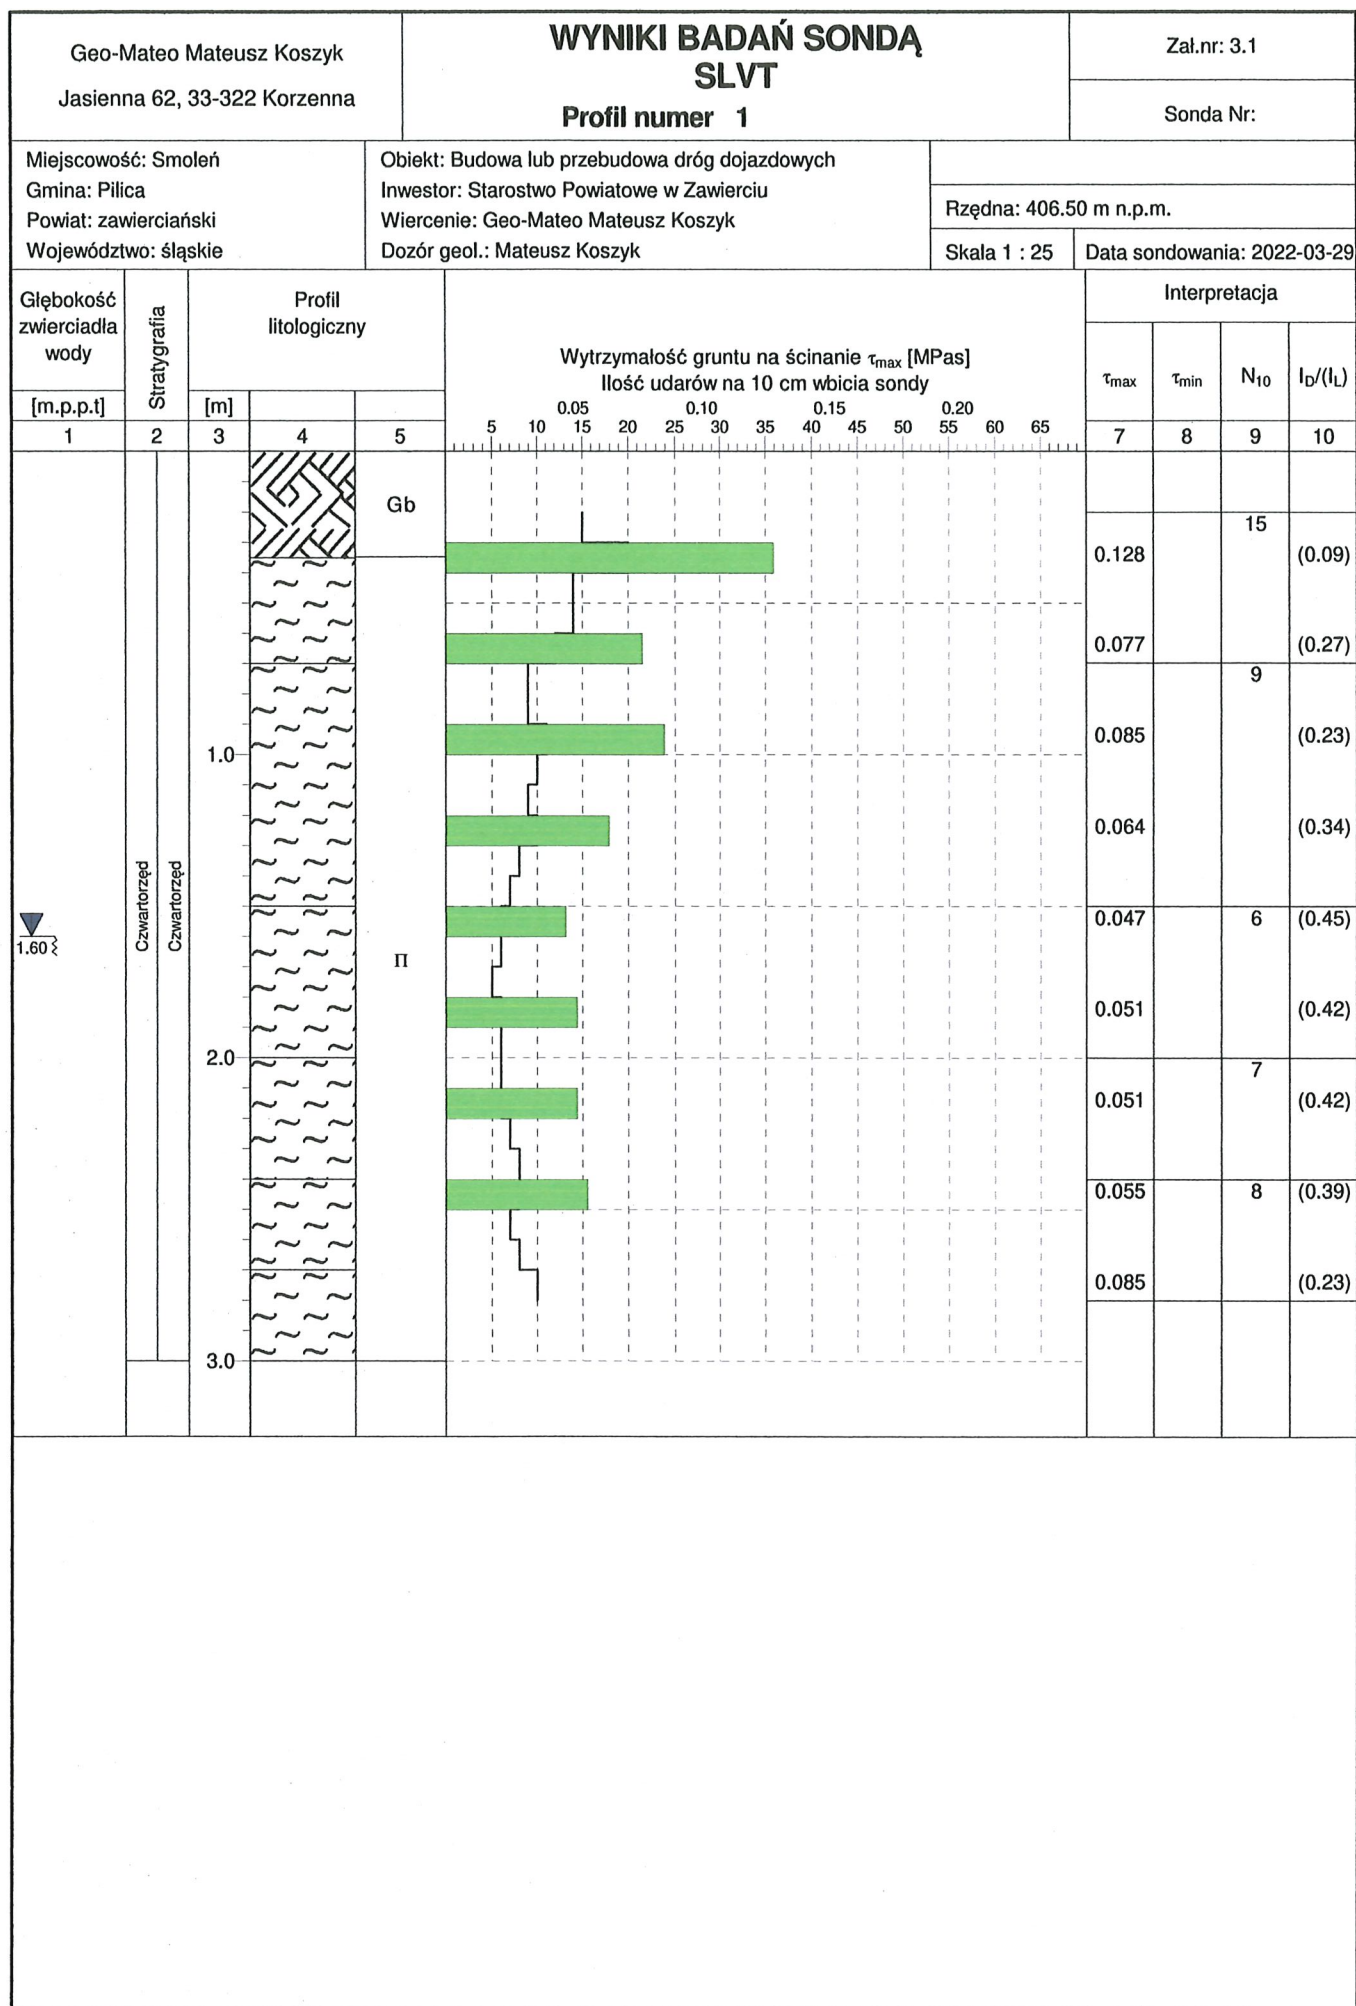 Geo-Mateo Mateusz Koszyk
Jasienna 62, 33-322 Korzenna
WYNIKI BADAŃ SONDĄ
SLVT
Profil numer 1
Zał.nr: 3.1
Sonda Nr:
Miejscowość: Smoleń
Gmina: Pilica
Powiat: zawierciański
Województwo: śląskie
Obiekt: Budowa lub przebudowa dróg dojazdowych
Inwestor: Starostwo Powiatowe w Zawierciu
Wiercenie: Geo-Mateo Mateusz Koszyk
Dozór geol.: Mateusz Koszyk
Rzędna: 406.50 m n.p.m.
Skala 1 : 25
Data sondowania: 2022-03-29
Głębokość
zwierciadła
wody
[m.p.p.t]
Stratygrafia
Profil
litologiczny
[m]
Wytrzymałość gruntu na ścinanie τmax [MPas]
Ilość udarów na 10 cm wbicia sondy
0.05 0.10 0.15 0.20
5 10 15 20 25 30 35 40 45 50 55 60 65
Interpretacja
τmax τmin N10 ID/(IL)
1 2 3 4 5 7 8 9 10
Gb
15
0.128 (0.09)
0.077 (0.27)
9
1.0
0.085 (0.23)
0.064 (0.34)
Czwartorzęd
Czwartorzęd
1.60
П
0.047 6 (0.45)
0.051 (0.42)
2.0
7
0.051 (0.42)
0.055 8 (0.39)
0.085 (0.23)
3.0